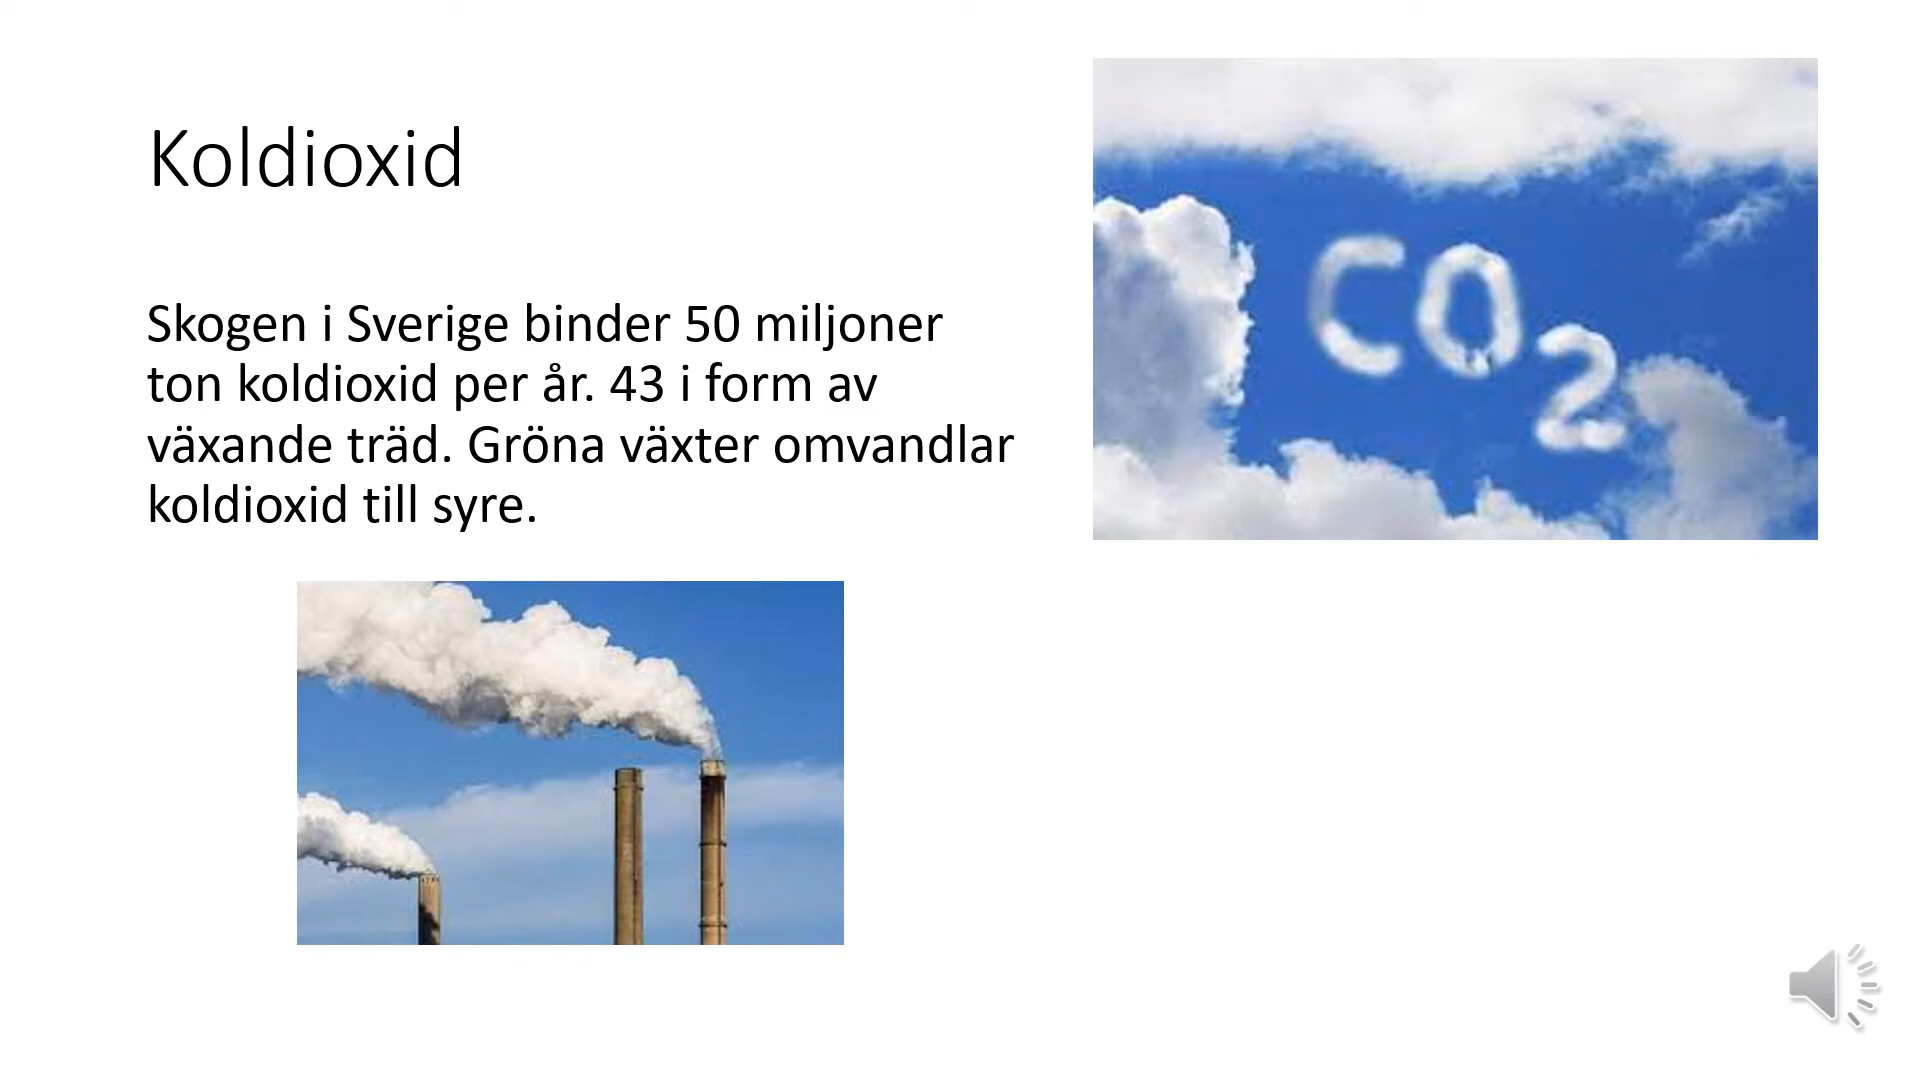 Koldioxid
Skogen i Sverige binder 50 miljoner
ton koldioxid per år. 43 i form av
växande träd. Gröna växter omvandlar
koldioxid till syre.
CO₂